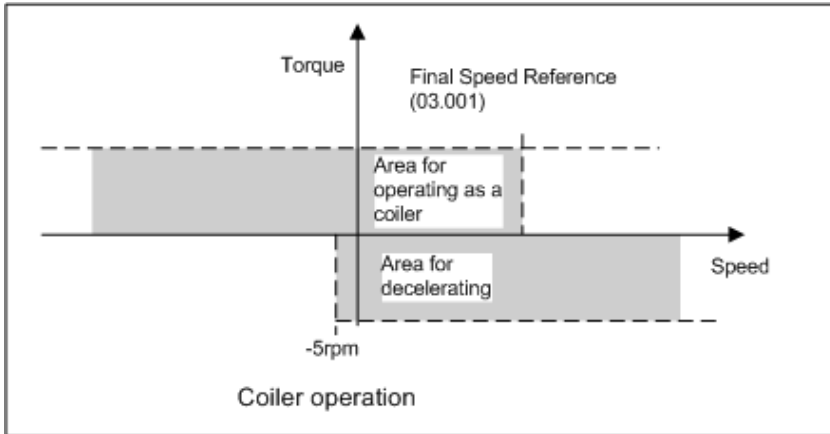 Torque
Final Speed Reference
(03.001)
Area for
operating as a
coiler
Area for
decelerating
Speed
-5rpm
Coiler operation